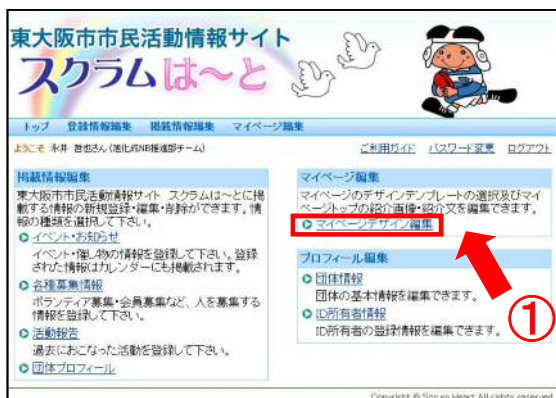 東大阪市市民活動情報サイト
スクラムは～と
トップ 登録情報編集 掲載情報編集 マイページ編集
ようこそ 永井
ご利用ガイド パスワード変更 ログアウト
掲載情報編集
東大阪市市民活動情報サイト スクラムは～とに掲
載する情報の新規登録・編集・削除ができます。情
報の種類を選択して下さい。
イベント・お知らせ
イベント・催し物の情報を登録して下さい。登録
された情報はカレンダーにも掲載されます。
各種募集情報
ボランティア募集・会員募集など、人を募集する
情報を登録して下さい。
活動報告
過去におこなった活動を登録して下さい。
団体プロフィール
マイページ編集
マイページのデザインテンプレートの選択及びマイ
ページトップの紹介画像・紹介文を編集できます。
マイページデザイン編集
プロフィール編集
団体情報
団体の基本情報を編集できます。
ID所有者情報
ID所有者の登録情報を編集できます。
①